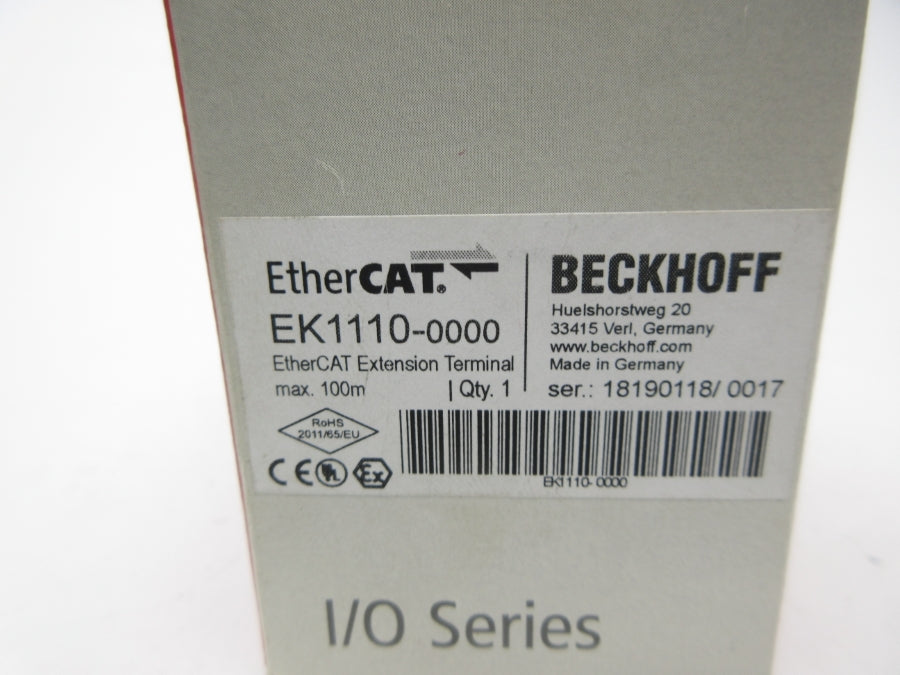 EtherCAT®
EK1110-0000
EtherCAT Extension Terminal
max. 100m | Qty. 1
BECKHOFF
Huelshorstweg 20
33415 Verl, Germany
www.beckhoff.com
Made in Germany
ser.: 18190118/ 0017
RoHS
2011/65/EU
CE UL Ex
EK1110-0000
I/O Series